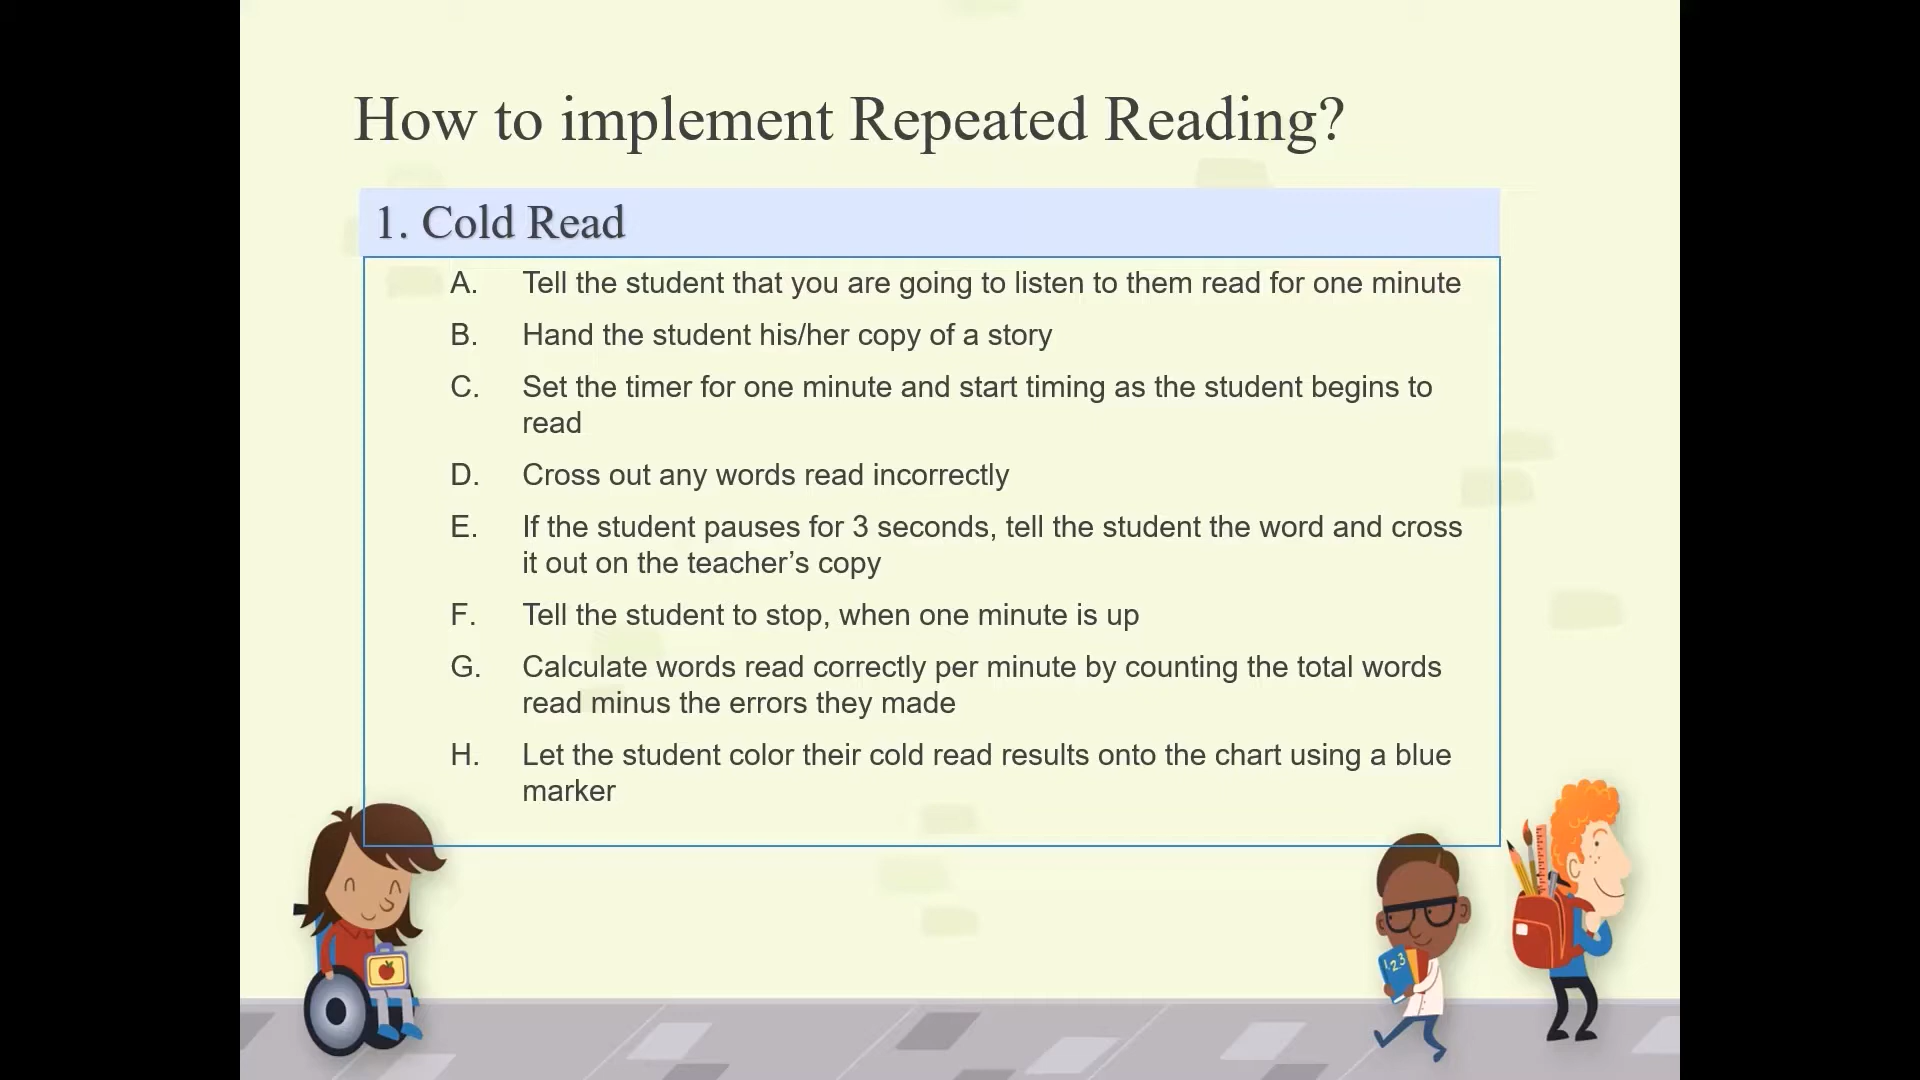 How to implement Repeated Reading?
1. Cold Read
A. Tell the student that you are going to listen to them read for one minute
B. Hand the student his/her copy of a story
C. Set the timer for one minute and start timing as the student begins to
read
D. Cross out any words read incorrectly
E. If the student pauses for 3 seconds, tell the student the word and cross
it out on the teacher’s copy
F. Tell the student to stop, when one minute is up
G. Calculate words read correctly per minute by counting the total words
read minus the errors they made
H. Let the student color their cold read results onto the chart using a blue
marker
1,2,3